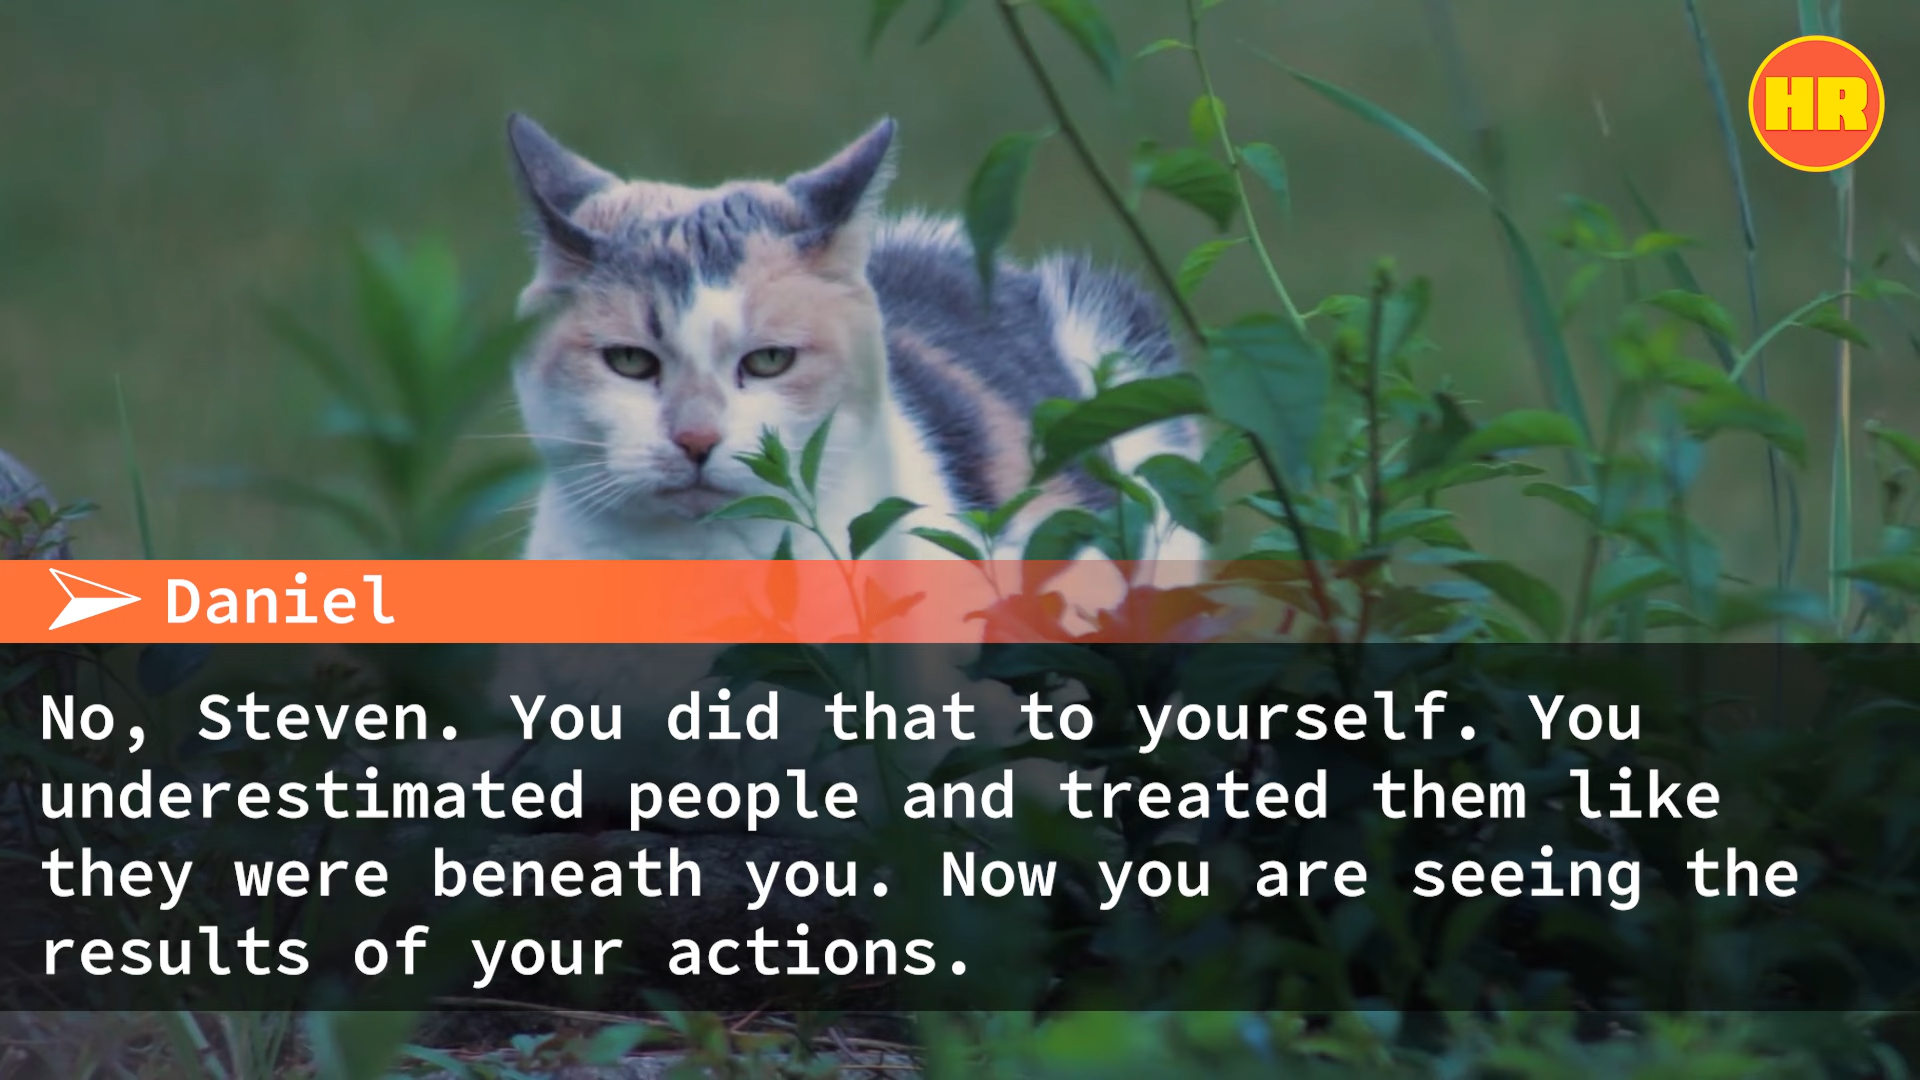 HR
Daniel
No, Steven. You did that to yourself. You
underestimated people and treated them like
they were beneath you. Now you are seeing the
results of your actions.